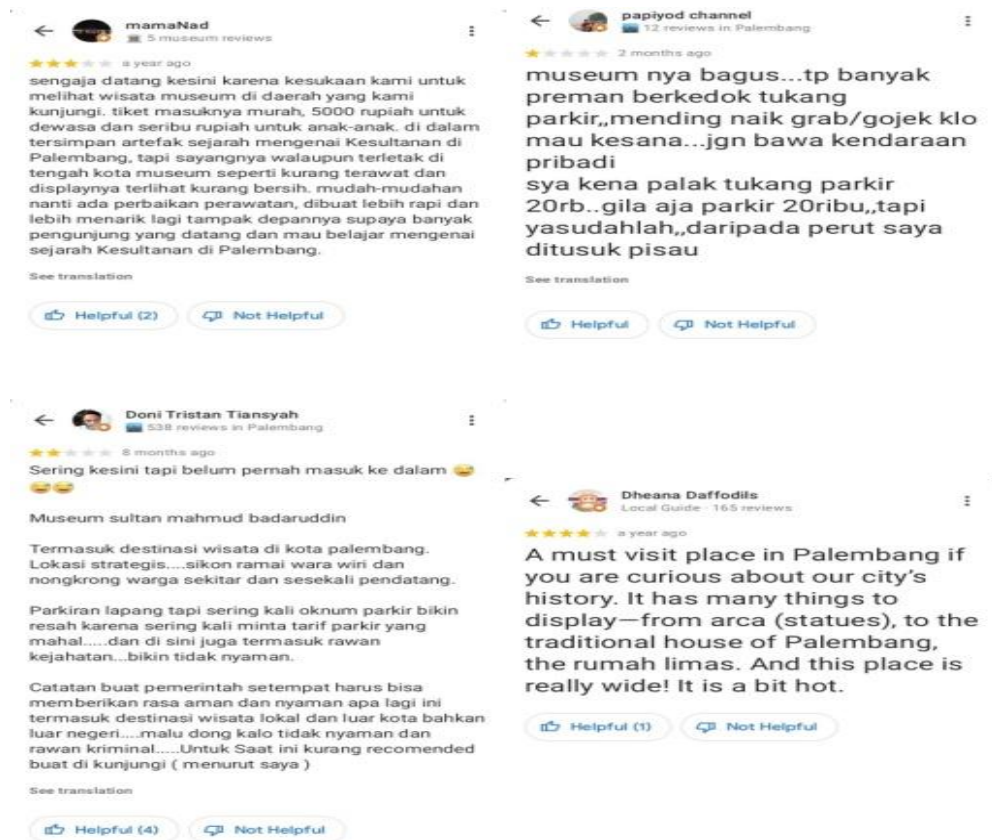 mamaNad
5 museum reviews
a year ago
sengaja datang kesini karena kesukaan kami untuk
melihat wisata museum di daerah yang kami
kunjungi. tiket masuknya murah, 5000 rupiah untuk
dewasa dan seribu rupiah untuk anak-anak. di dalam
tersimpan artefak sejarah mengenai Kesultanan di
Palembang, tapi sayangnya walaupun terletak di
tengah kota museum seperti kurang terawat dan
displaynya terlihat kurang bersih. mudah-mudahan
nanti ada perbaikan perawatan, dibuat lebih rapi dan
lebih menarik lagi tampak depannya supaya banyak
pengunjung yang datang dan mau belajar mengenai
sejarah Kesultanan di Palembang.
See translation
Helpful (2) Not Helpful
papiyod channel
12 reviews in Palembang
2 months ago
museum nya bagus...tp banyak
preman berkedok tukang
parkir,,mending naik grab/gojek klo
mau kesana...jgn bawa kendaraan
pribadi
sya kena palak tukang parkir
20rb..gila aja parkir 20ribu,,tapi
yasudahlah,,daripada perut saya
ditusuk pisau
See translation
Helpful Not Helpful
Doni Tristan Tiansyah
538 reviews in Palembang
8 months ago
Sering kesini tapi belum pernah masuk ke dalam 😅
😅😅
Museum sultan mahmud badaruddin
Termasuk destinasi wisata di kota palembang.
Lokasi strategis....sikon ramai wara wiri dan
nongkrong warga sekitar dan sesekali pendatang.
Parkiran lapang tapi sering kali oknum parkir bikin
resah karena sering kali minta tarif parkir yang
mahal.....dan di sini juga termasuk rawan
kejahatan...bikin tidak nyaman.
Catatan buat pemerintah setempat harus bisa
memberikan rasa aman dan nyaman apa lagi ini
termasuk destinasi wisata lokal dan luar kota bahkan
luar negeri....malu dong kalo tidak nyaman dan
rawan kriminal.....Untuk Saat ini kurang recomended
buat di kunjungi ( menurut saya )
See translation
Helpful (4) Not Helpful
Dheana Daffodils
Local Guide · 165 reviews
a year ago
A must visit place in Palembang if
you are curious about our city's
history. It has many things to
display—from arca (statues), to the
traditional house of Palembang,
the rumah limas. And this place is
really wide! It is a bit hot.
Helpful (1) Not Helpful